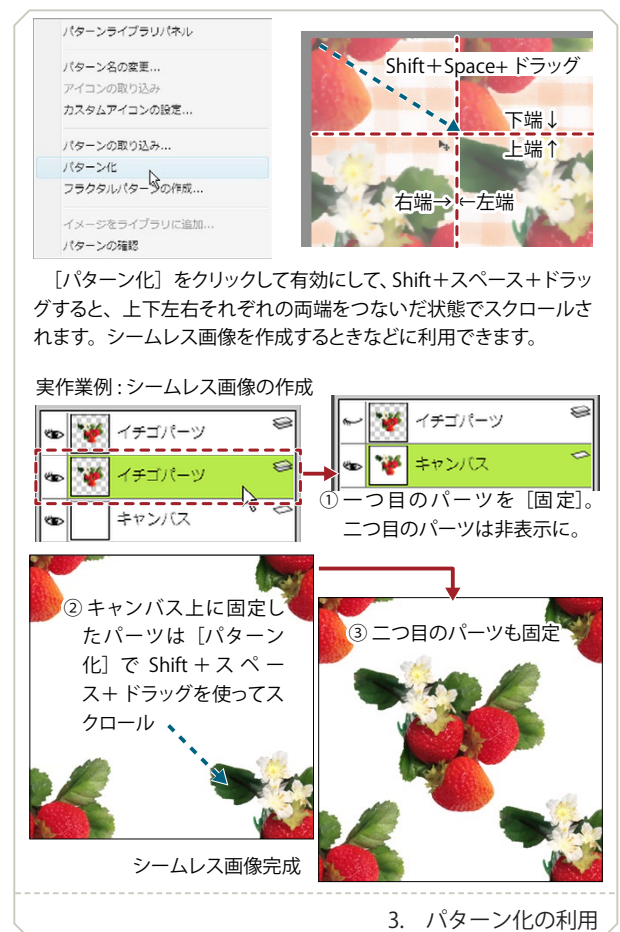 パターンライブラリパネル
パターン名の変更...
アイコンの取り込み
カスタムアイコンの設定...
パターンの取り込み...
パターン化
フラクタルパターンの作成...
イメージをライブラリに追加...
パターンの確認
Shift＋Space+ドラッグ
下端↓
上端↑
右端→←左端
［パターン化］をクリックして有効にして、Shift＋スペース＋ドラッ
グすると、上下左右それぞれの両端をつないだ状態でスクロールさ
れます。シームレス画像を作成するときなどに利用できます。
実作業例：シームレス画像の作成
イチゴパーツ
イチゴパーツ
キャンバス
イチゴパーツ
キャンバス
①一つ目のパーツを［固定］。
二つ目のパーツは非表示に。
②キャンバス上に固定し
たパーツは［パターン
化］で Shift＋スペー
ス＋ドラッグを使ってス
クロール
③二つ目のパーツも固定
シームレス画像完成
3. パターン化の利用